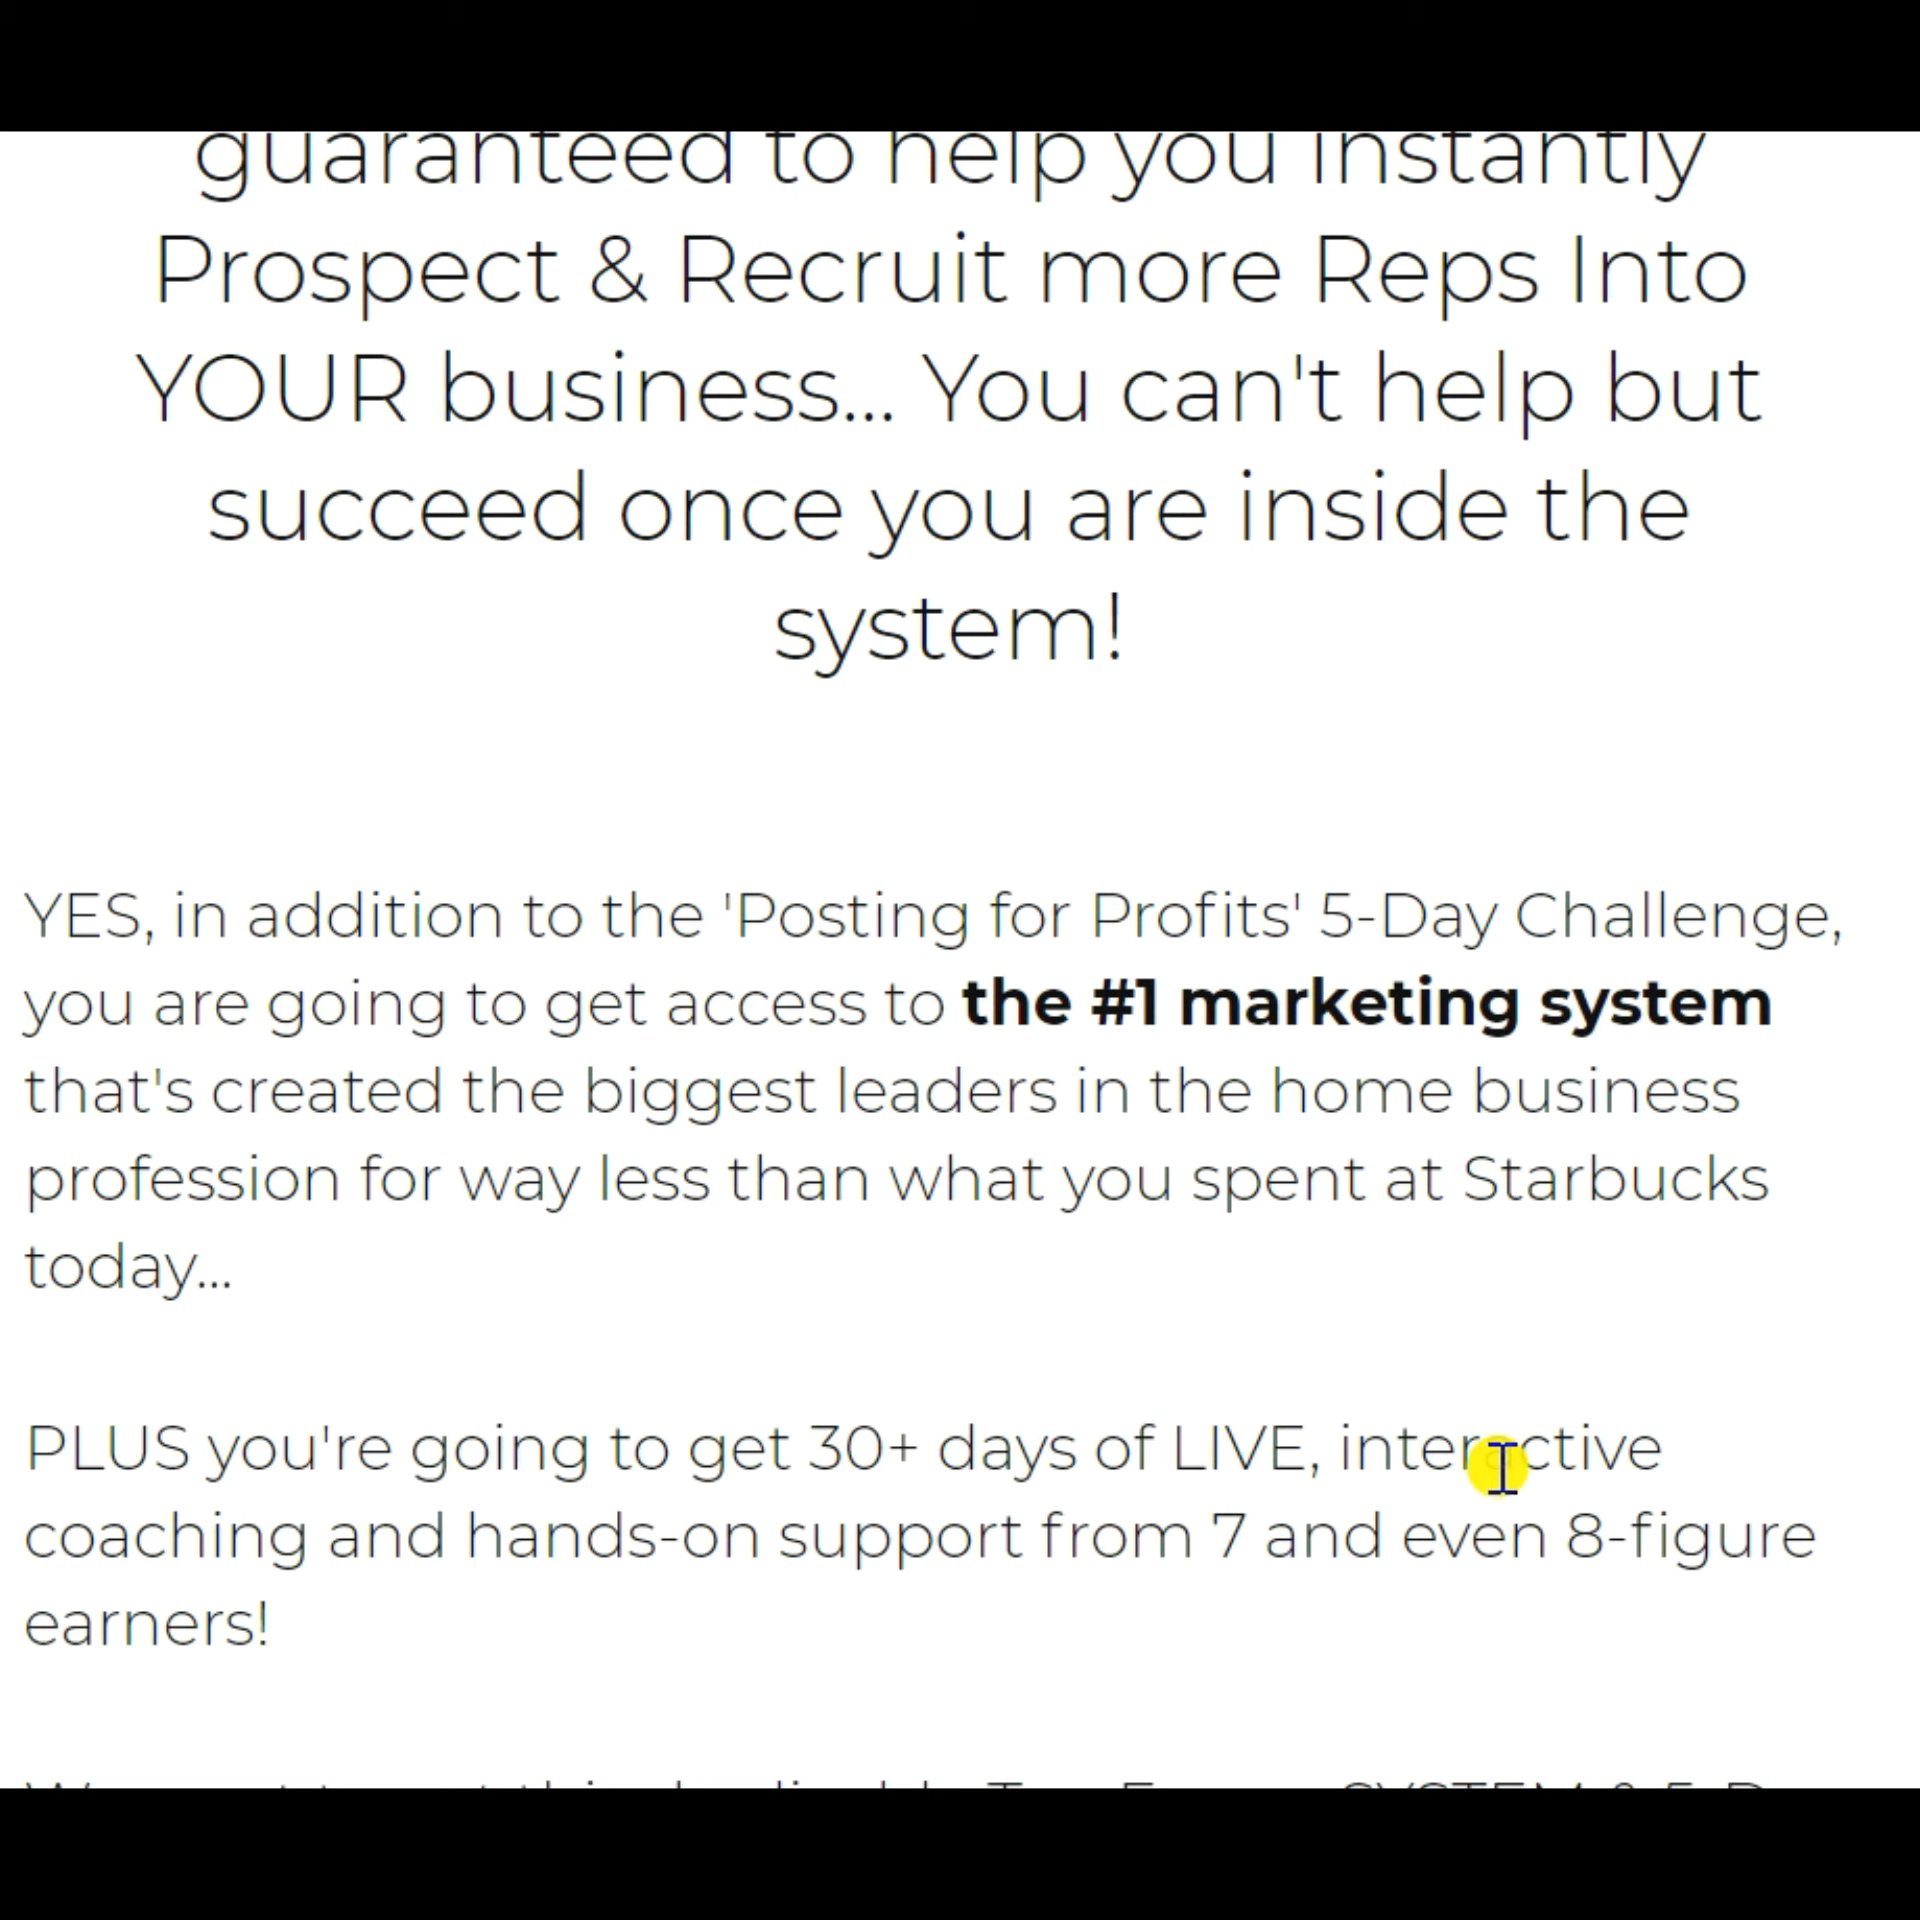 guaranteed to help you instantly
Prospect & Recruit more Reps Into
YOUR business... You can't help but
succeed once you are inside the
system!
YES, in addition to the 'Posting for Profits' 5-Day Challenge,
you are going to get access to the #1 marketing system
that's created the biggest leaders in the home business
profession for way less than what you spent at Starbucks
today...
PLUS you're going to get 30+ days of LIVE, interactive
coaching and hands-on support from 7 and even 8-figure
earners!